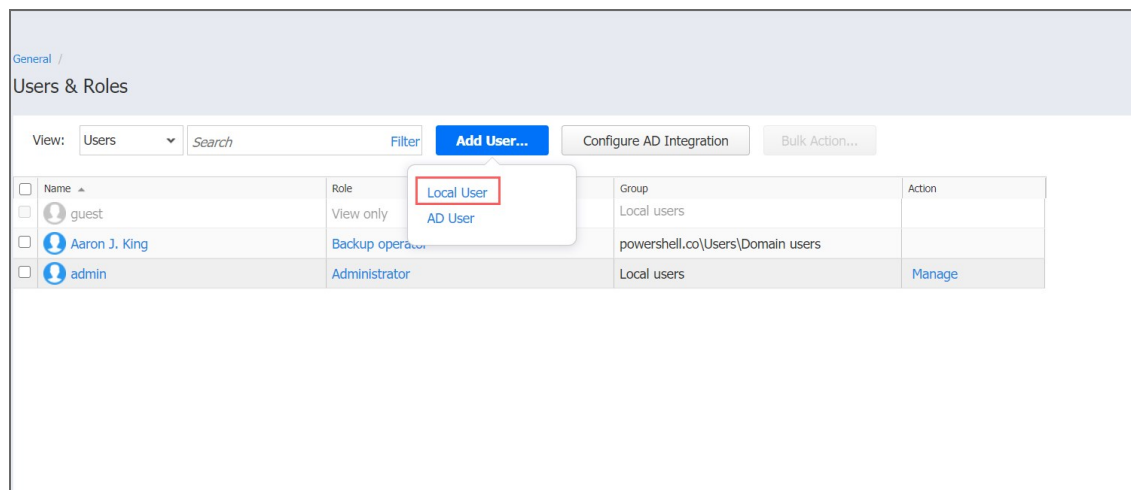 General /
Users & Roles
View: Users Search Filter Add User... Configure AD Integration Bulk Action...
Local User
AD User
Name Role Group Action
guest View only Local users
Aaron J. King Backup operator powershell.co\Users\Domain users
admin Administrator Local users Manage